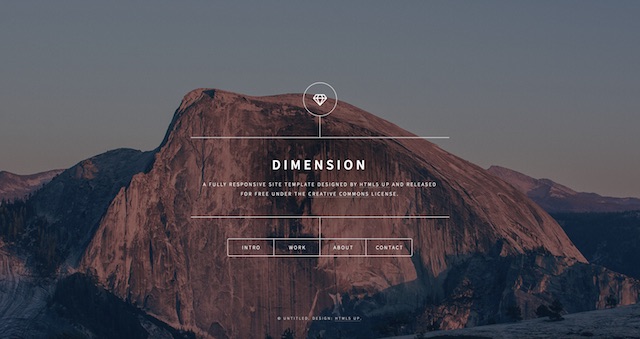 DIMENSION
A FULLY RESPONSIVE SITE TEMPLATE DESIGNED BY HTML5 UP AND RELEASED
FOR FREE UNDER THE CREATIVE COMMONS LICENSE.
INTRO WORK ABOUT CONTACT
© UNTITLED. DESIGN: HTML5 UP.